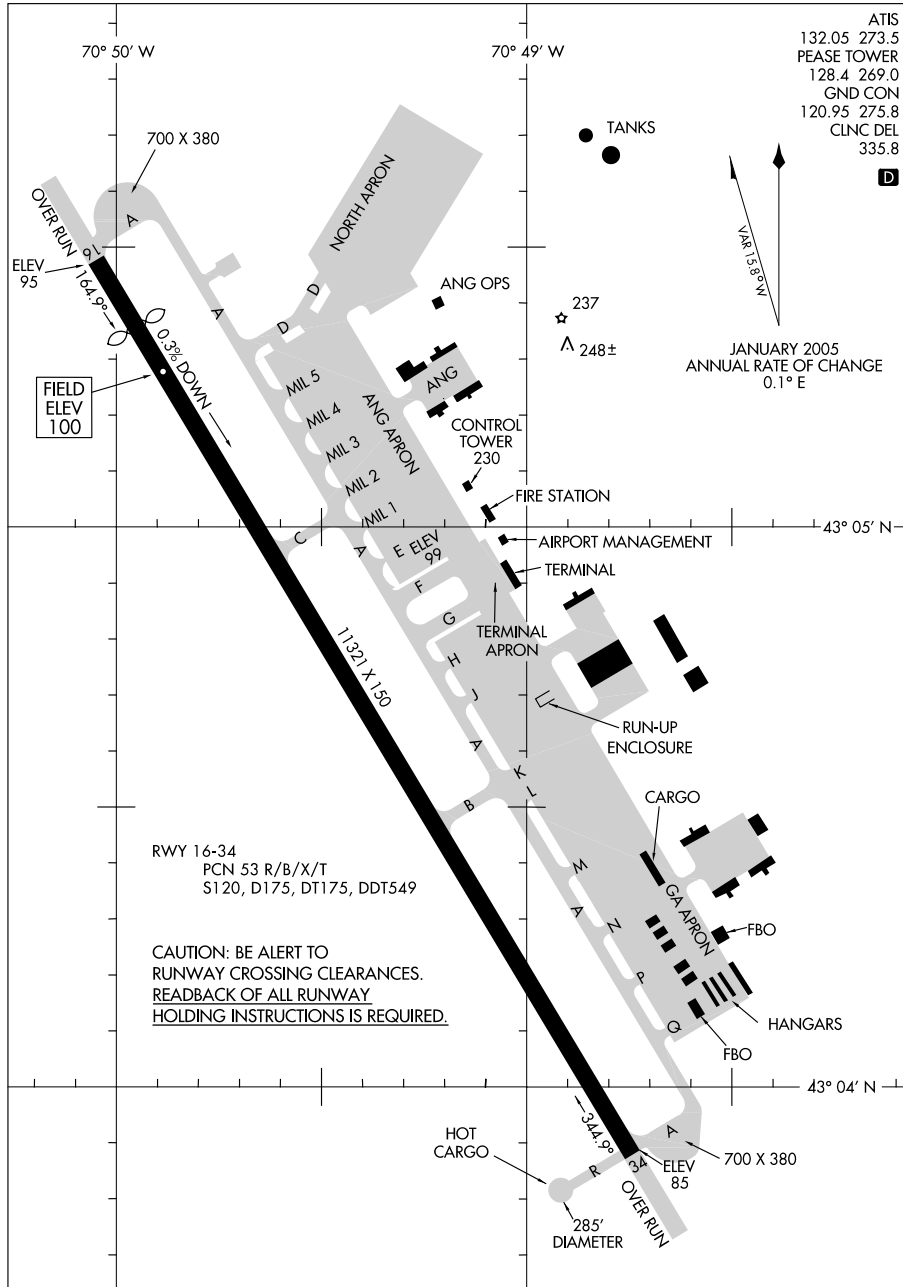 ATIS
132.05 273.5
PEASE TOWER
128.4 269.0
GND CON
120.95 275.8
CLNC DEL
335.8
D
70° 50' W
70° 49' W
TANKS
700 X 380
NORTH APRON
OVER RUN
A
16
ELEV
95
164.9°
0.3% DOWN
FIELD
ELEV
100
A
D
D
ANG OPS
237
248±
VAR 15.8° W
JANUARY 2005
ANNUAL RATE OF CHANGE
0.1° E
MIL 5
MIL 4
MIL 3
MIL 2
MIL 1
ANG APRON
ANG
CONTROL
TOWER
230
FIRE STATION
43° 05' N
AIRPORT MANAGEMENT
TERMINAL
C
A
E
ELEV
99
F
G
H
J
TERMINAL
APRON
11321 X 150
A
K
L
B
RUN-UP
ENCLOSURE
CARGO
RWY 16-34
PCN 53 R/B/X/T
S120, D175, DT175, DDT549
M
A
N
P
Q
GA APRON
FBO
CAUTION: BE ALERT TO
RUNWAY CROSSING CLEARANCES.
READBACK OF ALL RUNWAY
HOLDING INSTRUCTIONS IS REQUIRED.
HANGARS
FBO
43° 04' N
344.9°
A
700 X 380
HOT
CARGO
R
34
ELEV
85
OVER RUN
285'
DIAMETER